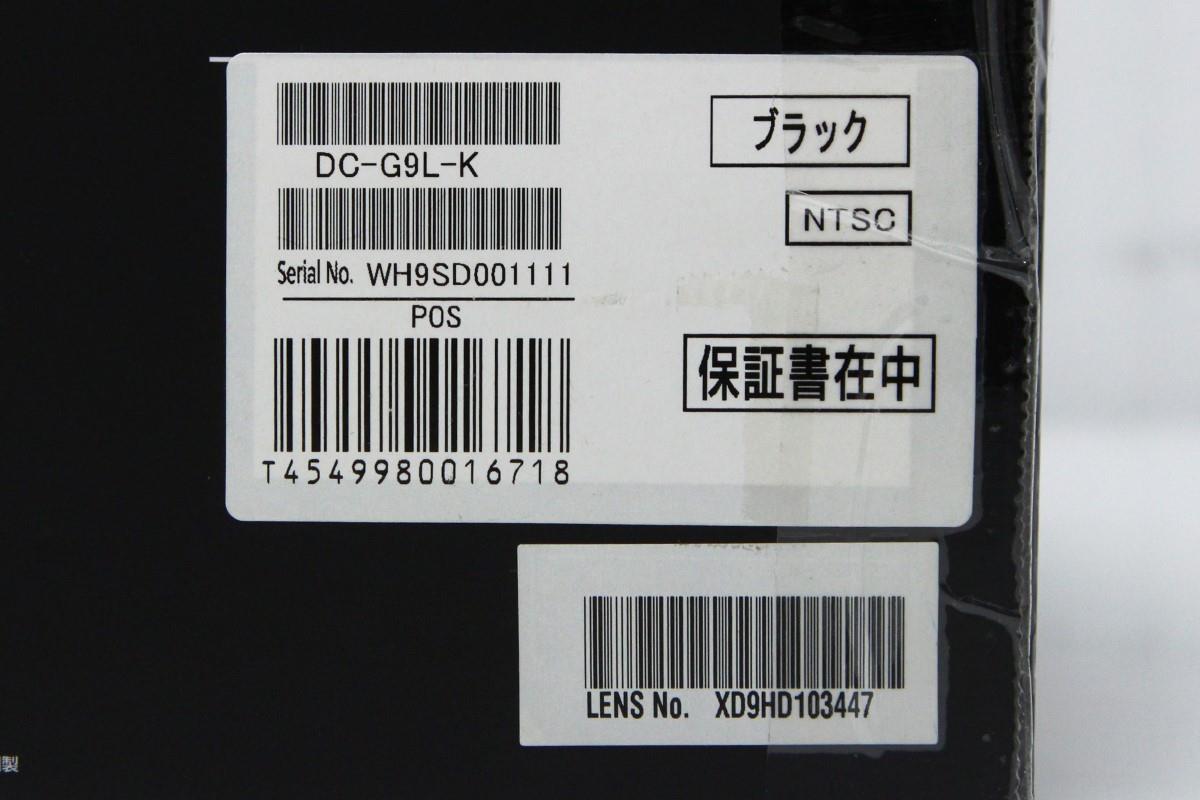 DC-G9L-K
ブラック
NTSC
Serial No. WH9SD001111
POS
保証書在中
T4549980016718
LENS No. XD9HD103447
製